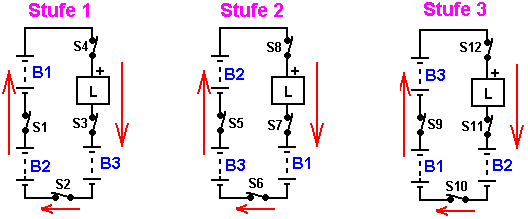 Stufe 1
S4
B1
+
L
S1
S3
B2
B3
S2
Stufe 2
S8
B2
+
L
S5
S7
B3
B1
S6
Stufe 3
S12
B3
+
L
S9
S11
B1
B2
S10